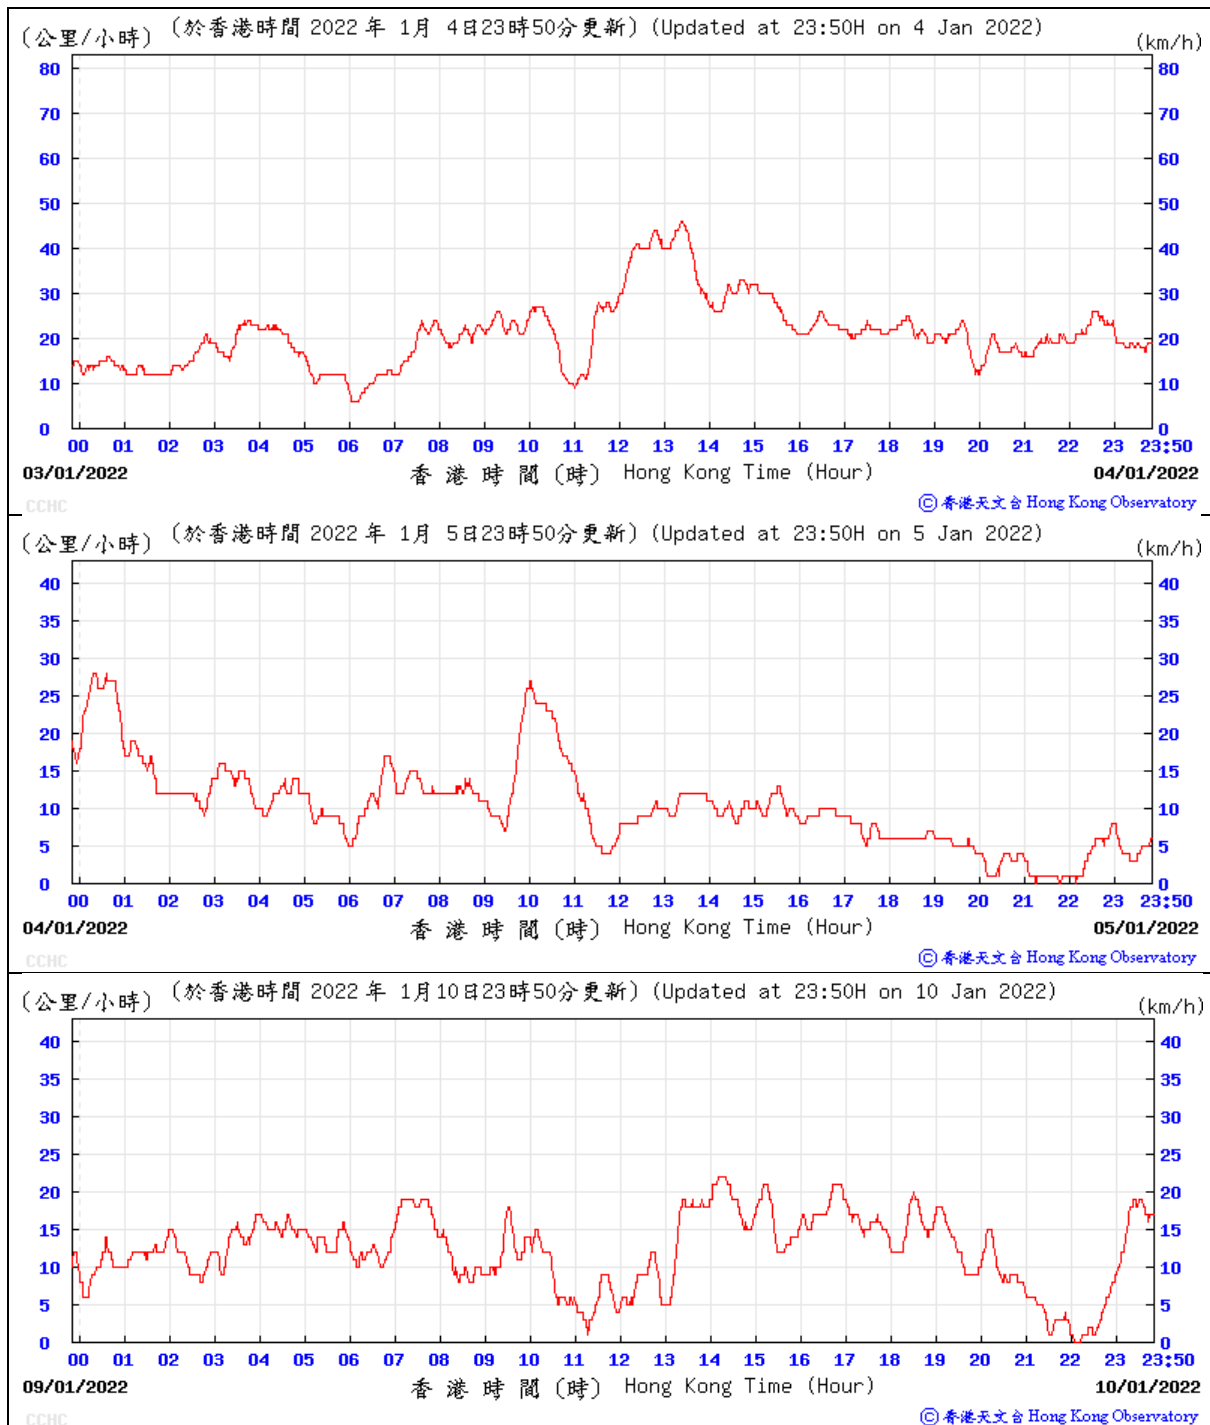 (公里/小時) (於香港時間 2022 年 1月 4日23時50分更新) (Updated at 23:50H on 4 Jan 2022) (km/h)
80 80
70 70
60 60
50 50
40 40
30 30
20 20
10 10
0 0
00 01 02 03 04 05 06 07 08 09 10 11 12 13 14 15 16 17 18 19 20 21 22 23 23:50
03/01/2022 香港時間(時) Hong Kong Time (Hour) 04/01/2022
CCHC © 香港天文台 Hong Kong Observatory
(公里/小時) (於香港時間 2022 年 1月 5日23時50分更新) (Updated at 23:50H on 5 Jan 2022) (km/h)
40 40
35 35
30 30
25 25
20 20
15 15
10 10
5 5
0 0
00 01 02 03 04 05 06 07 08 09 10 11 12 13 14 15 16 17 18 19 20 21 22 23 23:50
04/01/2022 香港時間(時) Hong Kong Time (Hour) 05/01/2022
CCHC © 香港天文台 Hong Kong Observatory
(公里/小時) (於香港時間 2022 年 1月10日23時50分更新) (Updated at 23:50H on 10 Jan 2022) (km/h)
40 40
35 35
30 30
25 25
20 20
15 15
10 10
5 5
0 0
00 01 02 03 04 05 06 07 08 09 10 11 12 13 14 15 16 17 18 19 20 21 22 23 23:50
09/01/2022 香港時間(時) Hong Kong Time (Hour) 10/01/2022
CCHC © 香港天文台 Hong Kong Observatory